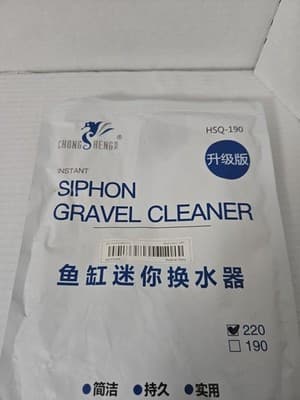 HSQ-190
CHONG SHENG
升级版
INSTANT
SIPHON
GRAVEL CLEANER
鱼缸迷你换水器
220
190
简洁 持久 实用